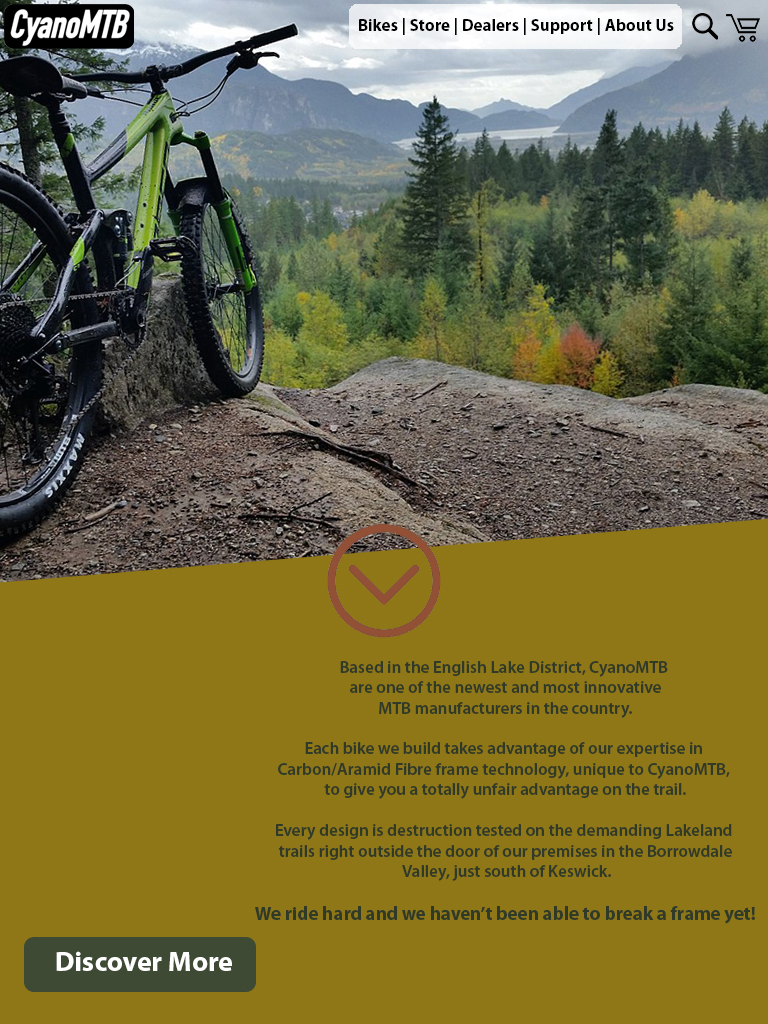 CyanoMTB
Bikes | Store | Dealers | Support | About Us
MAXXIS
Based in the English Lake District, CyanoMTB
are one of the newest and most innovative
MTB manufacturers in the country.
Each bike we build takes advantage of our expertise in
Carbon/Aramid Fibre frame technology, unique to CyanoMTB,
to give you a totally unfair advantage on the trail.
Every design is destruction tested on the demanding Lakeland
trails right outside the door of our premises in the Borrowdale
Valley, just south of Keswick.
We ride hard and we haven’t been able to break a frame yet!
Discover More